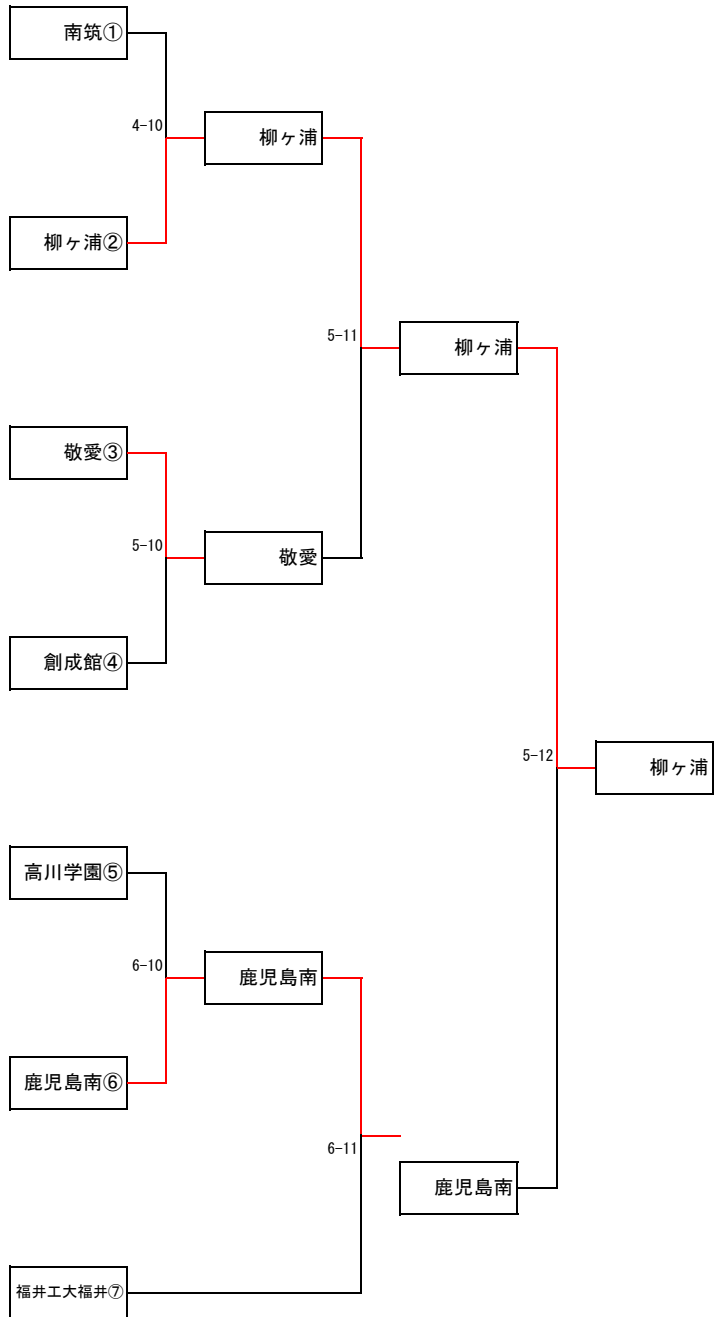 南筑①
4-10
柳ヶ浦
柳ヶ浦②
5-11
柳ヶ浦
敬愛③
5-10
敬愛
創成館④
5-12
柳ヶ浦
高川学園⑤
6-10
鹿児島南
鹿児島南⑥
6-11
鹿児島南
福井工大福井⑦